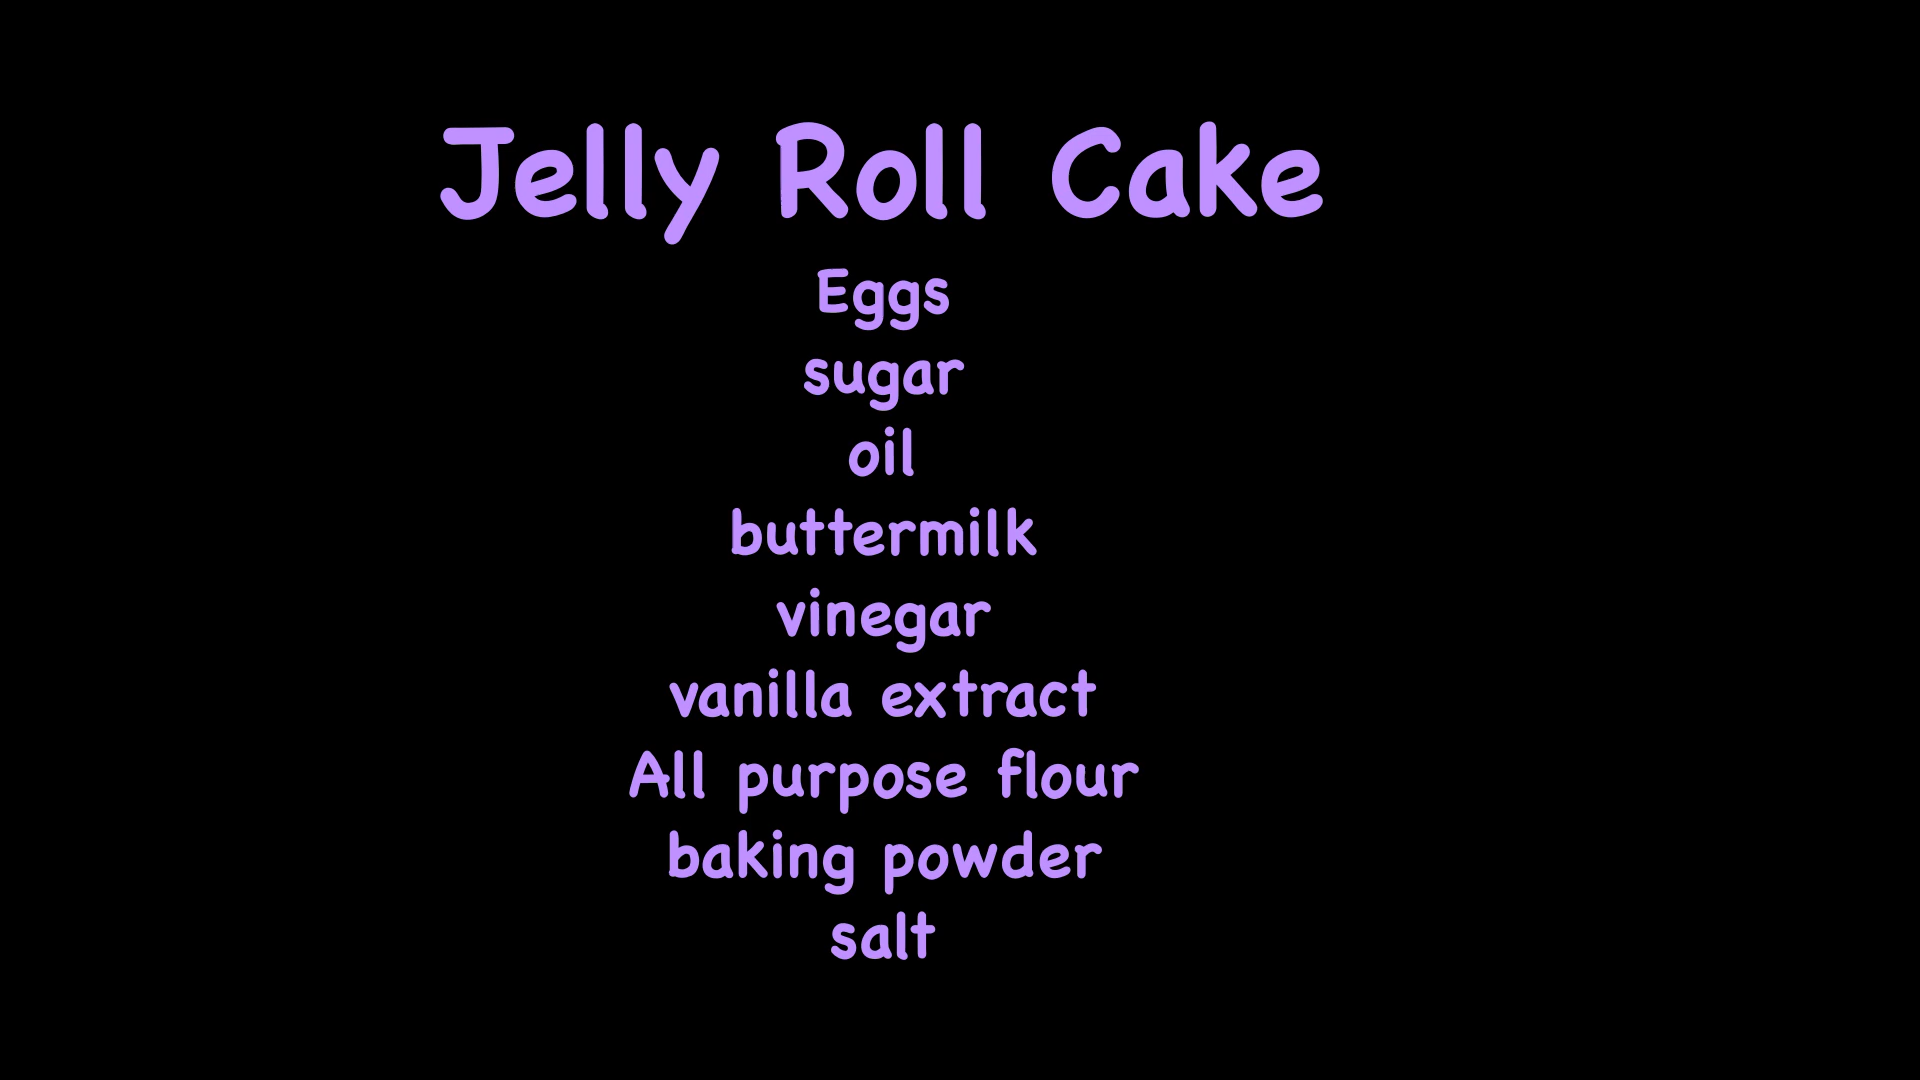 Jelly Roll Cake
Eggs
sugar
oil
buttermilk
vinegar
vanilla extract
All purpose flour
baking powder
salt